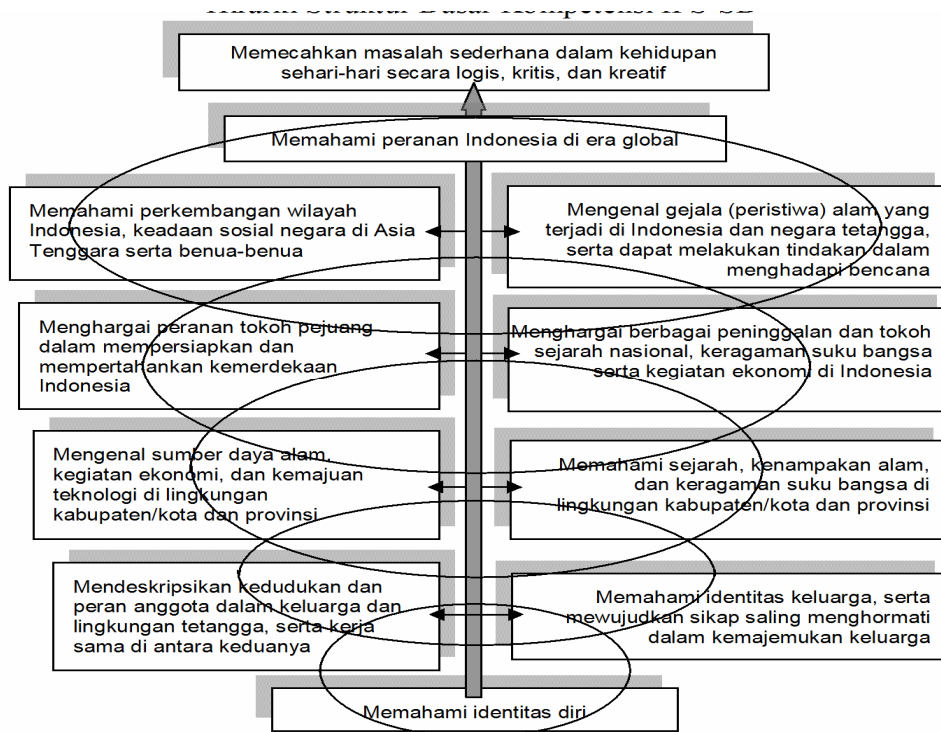 Memecahkan masalah sederhana dalam kehidupan
sehari-hari secara logis, kritis, dan kreatif
Memahami peranan Indonesia di era global
Memahami perkembangan wilayah
Indonesia, keadaan sosial negara di Asia
Tenggara serta benua-benua
Mengenal gejala (peristiwa) alam yang
terjadi di Indonesia dan negara tetangga,
serta dapat melakukan tindakan dalam
menghadapi bencana
Menghargai peranan tokoh pejuang
dalam mempersiapkan dan
mempertahankan kemerdekaan
Indonesia
Menghargai berbagai peninggalan dan tokoh
sejarah nasional, keragaman suku bangsa
serta kegiatan ekonomi di Indonesia
Mengenal sumber daya alam,
kegiatan ekonomi, dan kemajuan
teknologi di lingkungan
kabupaten/kota dan provinsi
Memahami sejarah, kenampakan alam,
dan keragaman suku bangsa di
lingkungan kabupaten/kota dan provinsi
Mendeskripsikan kedudukan dan
peran anggota dalam keluarga dan
lingkungan tetangga, serta kerja
sama di antara keduanya
Memahami identitas keluarga, serta
mewujudkan sikap saling menghormati
dalam kemajemukan keluarga
Memahami identitas diri